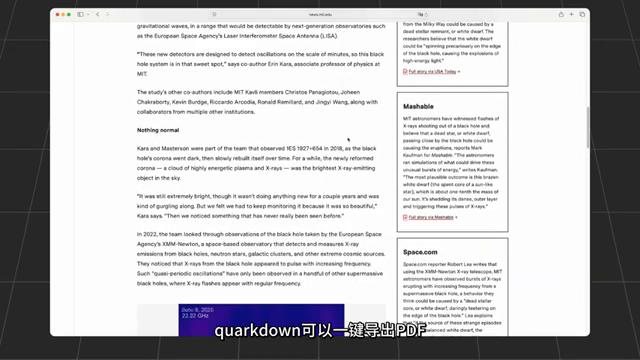 news.mit.edu
gravitational waves, in a range that would be detectable by next-generation observatories such
as the European Space Agency's Laser Interferometer Space Antenna (LISA).
"These new detectors are designed to detect oscillations on the scale of minutes, so this black
hole system is in that sweet spot," says co-author Erin Kara, associate professor of physics at
MIT.
The study's other co-authors include MIT Kavli members Christos Panagiotou, Joheen
Chakraborty, Kevin Burdge, Riccardo Arcodia, Ronald Remillard, and Jingyi Wang, along with
collaborators from multiple other institutions.
Nothing normal
Kara and Masterson were part of the team that observed 1ES 1927+654 in 2018, as the black
hole's corona went dark, then slowly rebuilt itself over time. For a while, the newly reformed
corona — a cloud of highly energetic plasma and X-rays — was the brightest X-ray-emitting
object in the sky.
"It was still extremely bright, though it wasn't doing anything new for a couple years and was
kind of gurgling along. But we felt we had to keep monitoring it because it was so beautiful,"
Kara says. "Then we noticed something that has never really been seen before."
In 2022, the team looked through observations of the black hole taken by the European Space
Agency's XMM-Newton, a space-based observatory that detects and measures X-ray
emissions from black holes, neutron stars, galactic clusters, and other extreme cosmic sources.
They noticed that X-rays from the black hole appeared to pulse with increasing frequency.
Such "quasi-periodic oscillations" have only been observed in a handful of other supermassive
black holes, where X-ray flashes appear with regular frequency.
22.22 GHz
from the Milky Way could be caused by a
dead stellar remnant, or white dwarf. The
researchers believe that the white dwarf
could be "spinning precariously on the edge
of the black hole, causing the explosions of
high-energy light."
Full story via USA Today
Mashable
MIT astronomers have witnessed flashes of
X-rays shooting out of a black hole and
believe that a dead star, or white dwarf,
passing close by the black hole could be
causing the eruptions, reports Mark
Kaufman for Mashable. "The astronomers
ran simulations of what could drive these
unusual bursts of energy," writes Kaufman.
"The most plausible outcome is this brazen
white dwarf (the spent core of a sun-like
star), which is about one tenth the mass of
our sun. It's shedding its dense, outer layer
and triggering these pulses of X-rays."
Full story via Mashable
Space.com
Space.com reporter Robert Lea writes that
using the XMM-Newton X-ray telescope, MIT
astronomers have observed bursts of X-rays
erupting with increasing frequency from a
supermassive black hole, a behavior they
think could be caused by a "dead stellar
core, or white dwarf, daringly teetering on
the edge of the black hole." Lea explains
the source of these strange episodes
quarkdown可以一键导出PDF